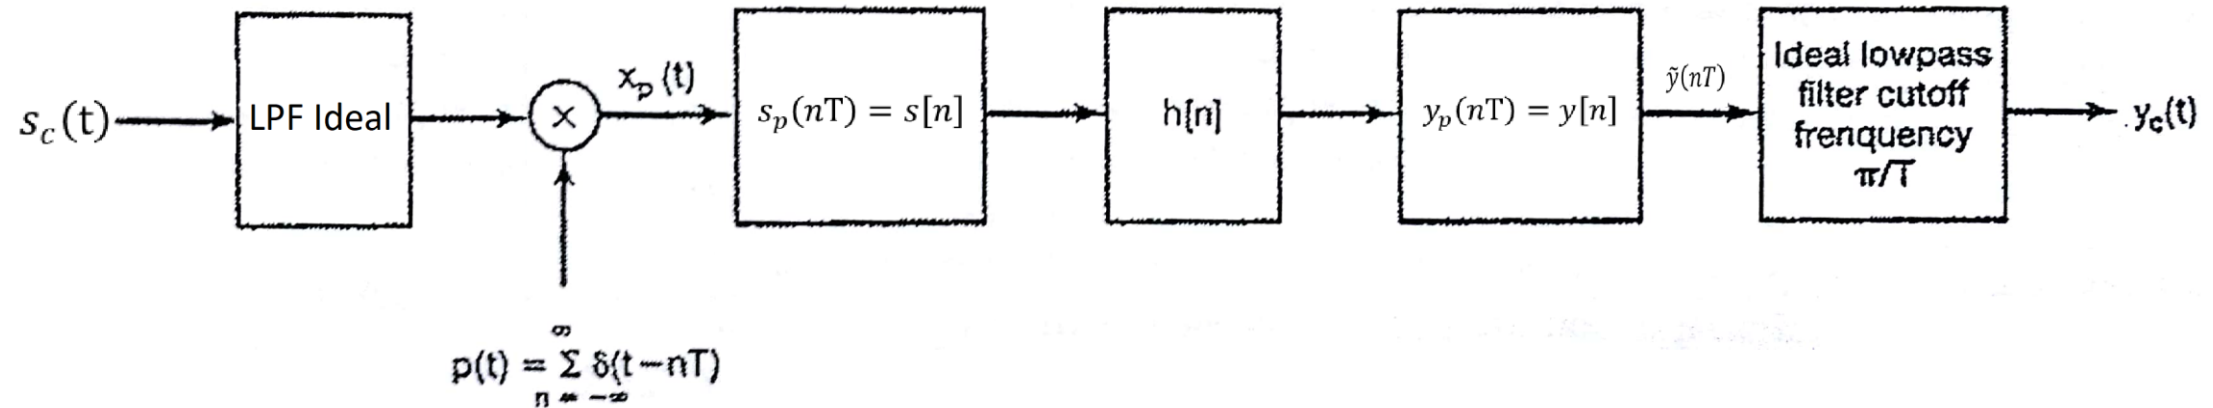 s_c(t)
LPF Ideal
×
x_p(t)
s_p(nT) = s[n]
h[n]
y_p(nT) = y[n]
ỹ(nT)
Ideal lowpass
filter cutoff
frenquency
π/T
y_c(t)
∞
p(t) = Σ δ(t−nT)
n = −∞